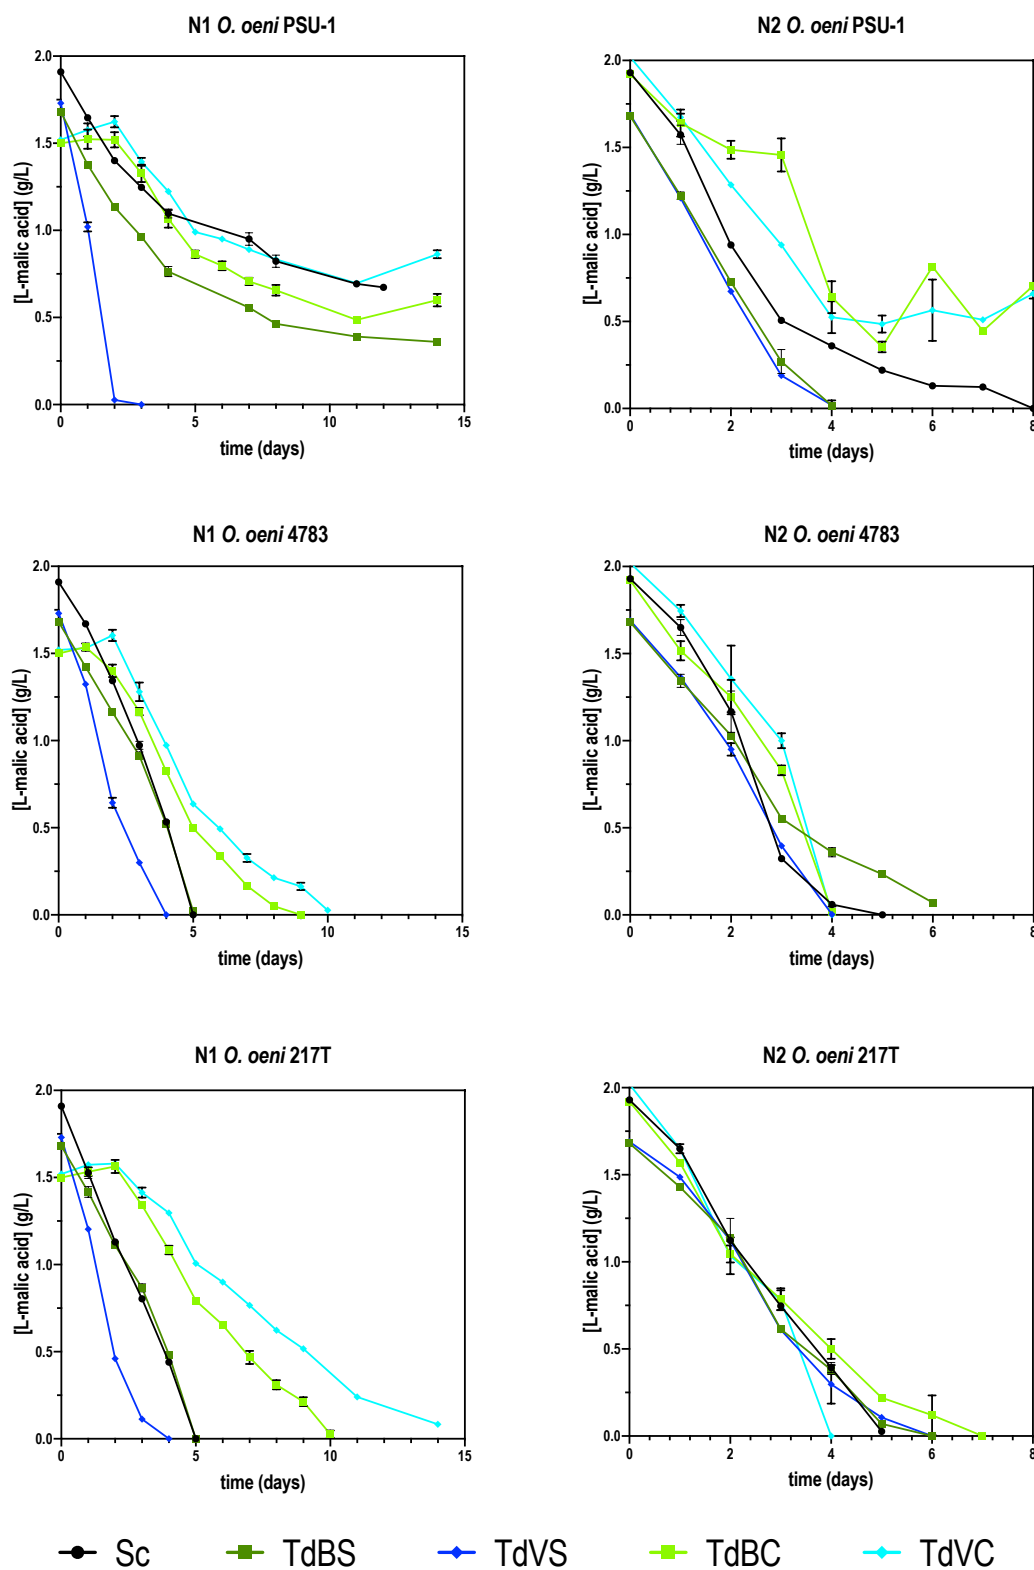 N1 O. oeni PSU-1
N2 O. oeni PSU-1
[L-malic acid] (g/L)
2.0
1.5
1.0
0.5
0.0
0 5 10 15
time (days)
[L-malic acid] (g/L)
2.0
1.5
1.0
0.5
0.0
0 2 4 6 8
time (days)
N1 O. oeni 4783
N2 O. oeni 4783
[L-malic acid] (g/L)
2.0
1.5
1.0
0.5
0.0
0 5 10 15
time (days)
[L-malic acid] (g/L)
2.0
1.5
1.0
0.5
0.0
0 2 4 6 8
time (days)
N1 O. oeni 217T
N2 O. oeni 217T
[L-malic acid] (g/L)
2.0
1.5
1.0
0.5
0.0
0 5 10 15
time (days)
[L-malic acid] (g/L)
2.0
1.5
1.0
0.5
0.0
0 2 4 6 8
time (days)
Sc TdBS TdVS TdBC TdVC